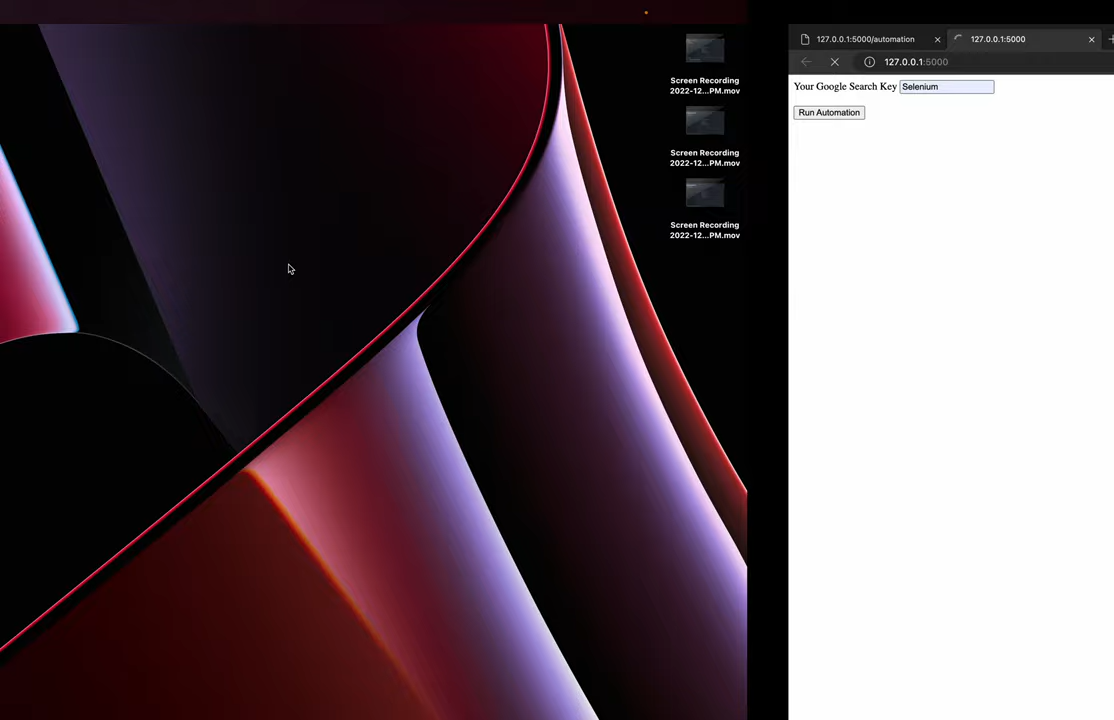 Screen Recording
2022-12...PM.mov
Screen Recording
2022-12...PM.mov
Screen Recording
2022-12...PM.mov
127.0.0.1:5000/automation
127.0.0.1:5000
127.0.0.1:5000
Your Google Search Key Selenium
Run Automation